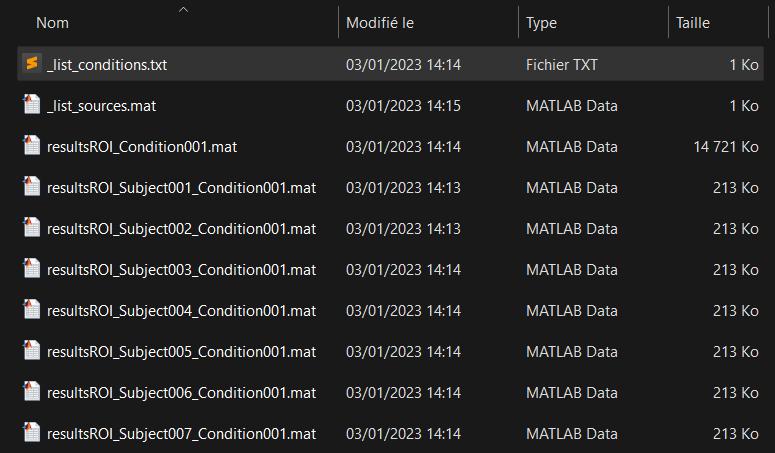 Nom Modifié le Type Taille
_list_conditions.txt 03/01/2023 14:14 Fichier TXT 1 Ko
_list_sources.mat 03/01/2023 14:15 MATLAB Data 1 Ko
resultsROI_Condition001.mat 03/01/2023 14:14 MATLAB Data 14 721 Ko
resultsROI_Subject001_Condition001.mat 03/01/2023 14:13 MATLAB Data 213 Ko
resultsROI_Subject002_Condition001.mat 03/01/2023 14:13 MATLAB Data 213 Ko
resultsROI_Subject003_Condition001.mat 03/01/2023 14:14 MATLAB Data 213 Ko
resultsROI_Subject004_Condition001.mat 03/01/2023 14:14 MATLAB Data 213 Ko
resultsROI_Subject005_Condition001.mat 03/01/2023 14:14 MATLAB Data 213 Ko
resultsROI_Subject006_Condition001.mat 03/01/2023 14:14 MATLAB Data 213 Ko
resultsROI_Subject007_Condition001.mat 03/01/2023 14:14 MATLAB Data 213 Ko